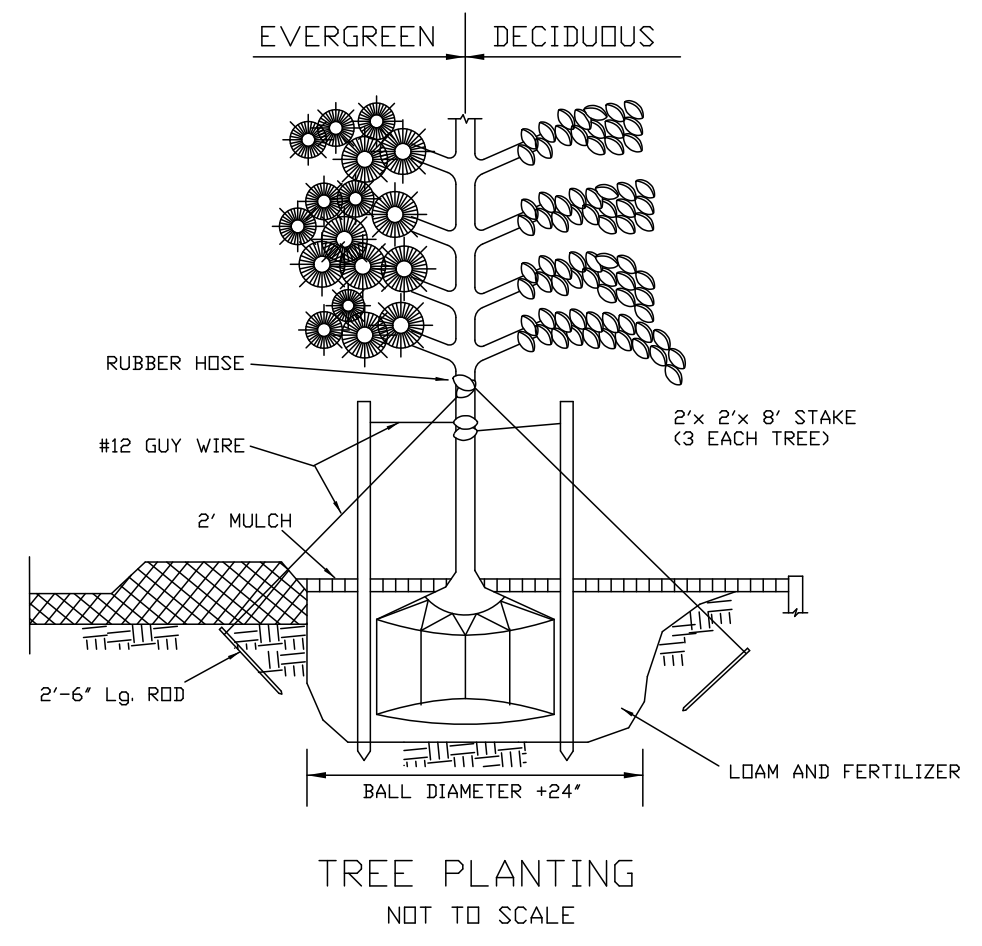 EVERGREEN
DECIDUOUS
RUBBER HOSE
2'x 2'x 8' STAKE
(3 EACH TREE)
#12 GUY WIRE
2' MULCH
2'-6" Lg. ROD
LOAM AND FERTILIZER
BALL DIAMETER +24"
TREE PLANTING
NOT TO SCALE